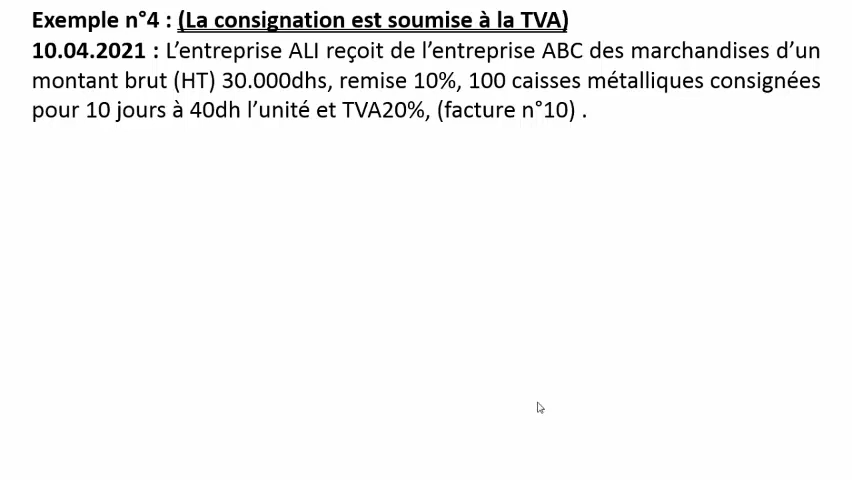 Exemple n°4 : (La consignation est soumise à la TVA)
10.04.2021 : L’entreprise ALI reçoit de l’entreprise ABC des marchandises d’un
montant brut (HT) 30.000dhs, remise 10%, 100 caisses métalliques consignées
pour 10 jours à 40dh l’unité et TVA20%, (facture n°10) .